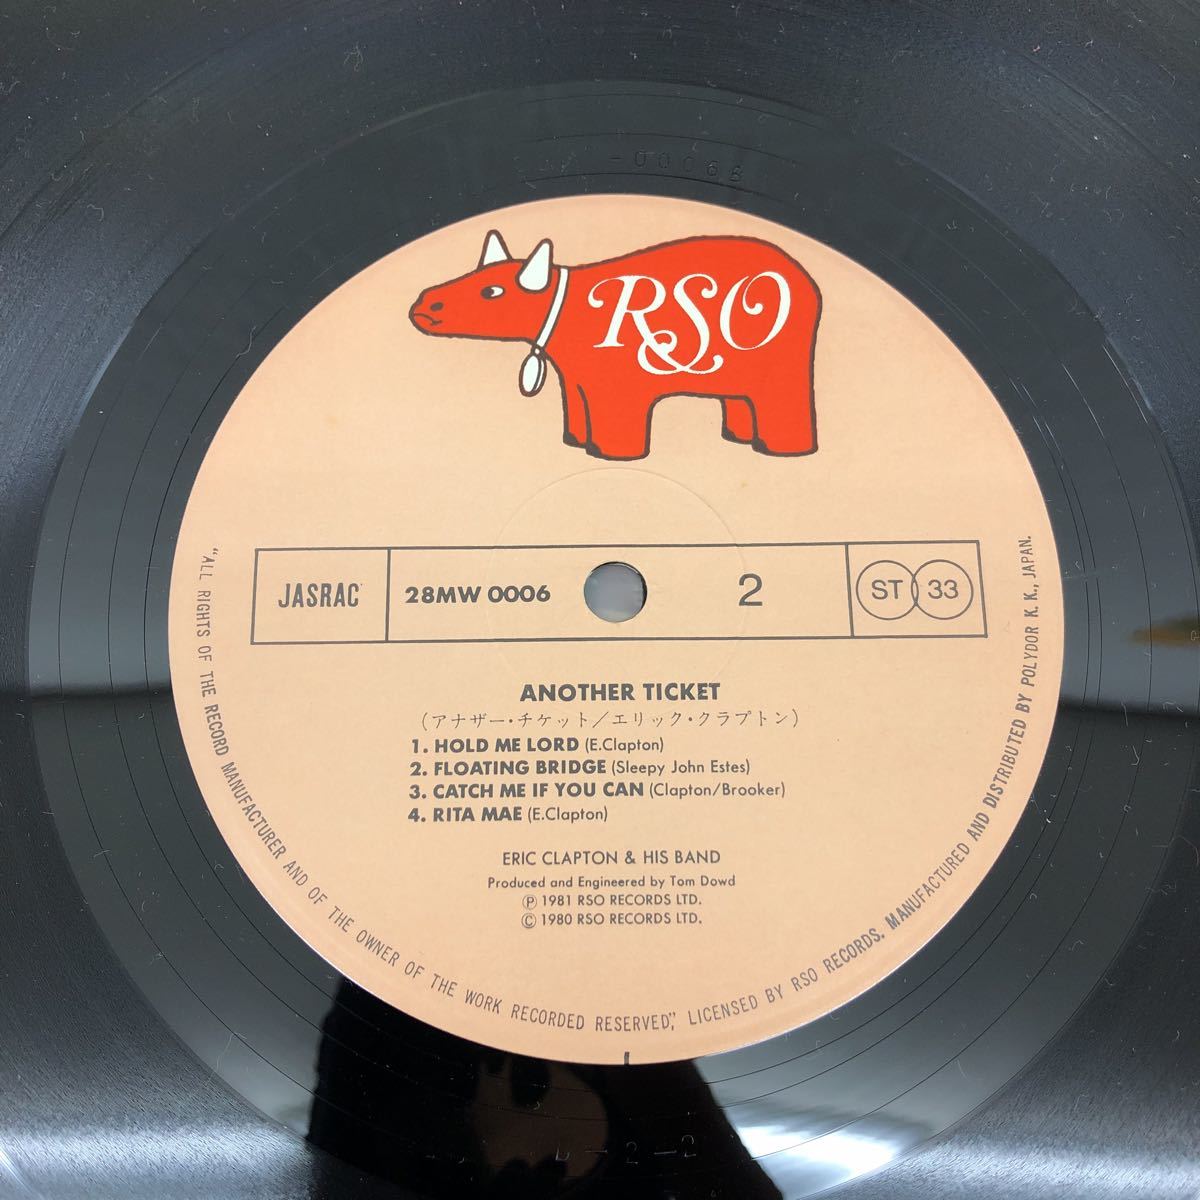 -0006B
RSO
JASRAC
28MW 0006
2
ST 33
ANOTHER TICKET
(アナザー・チケット／エリック・クラプトン)
1. HOLD ME LORD (E.Clapton)
2. FLOATING BRIDGE (Sleepy John Estes)
3. CATCH ME IF YOU CAN (Clapton/Brooker)
4. RITA MAE (E.Clapton)
ERIC CLAPTON & HIS BAND
Produced and Engineered by Tom Dowd
Ⓟ 1981 RSO RECORDS LTD.
© 1980 RSO RECORDS LTD.
"ALL RIGHTS OF THE RECORD MANUFACTURER AND OF THE OWNER OF THE WORK RECORDED RESERVED", LICENSED BY RSO RECORDS. MANUFACTURED AND DISTRIBUTED BY POLYDOR K. K., JAPAN.
-2-2